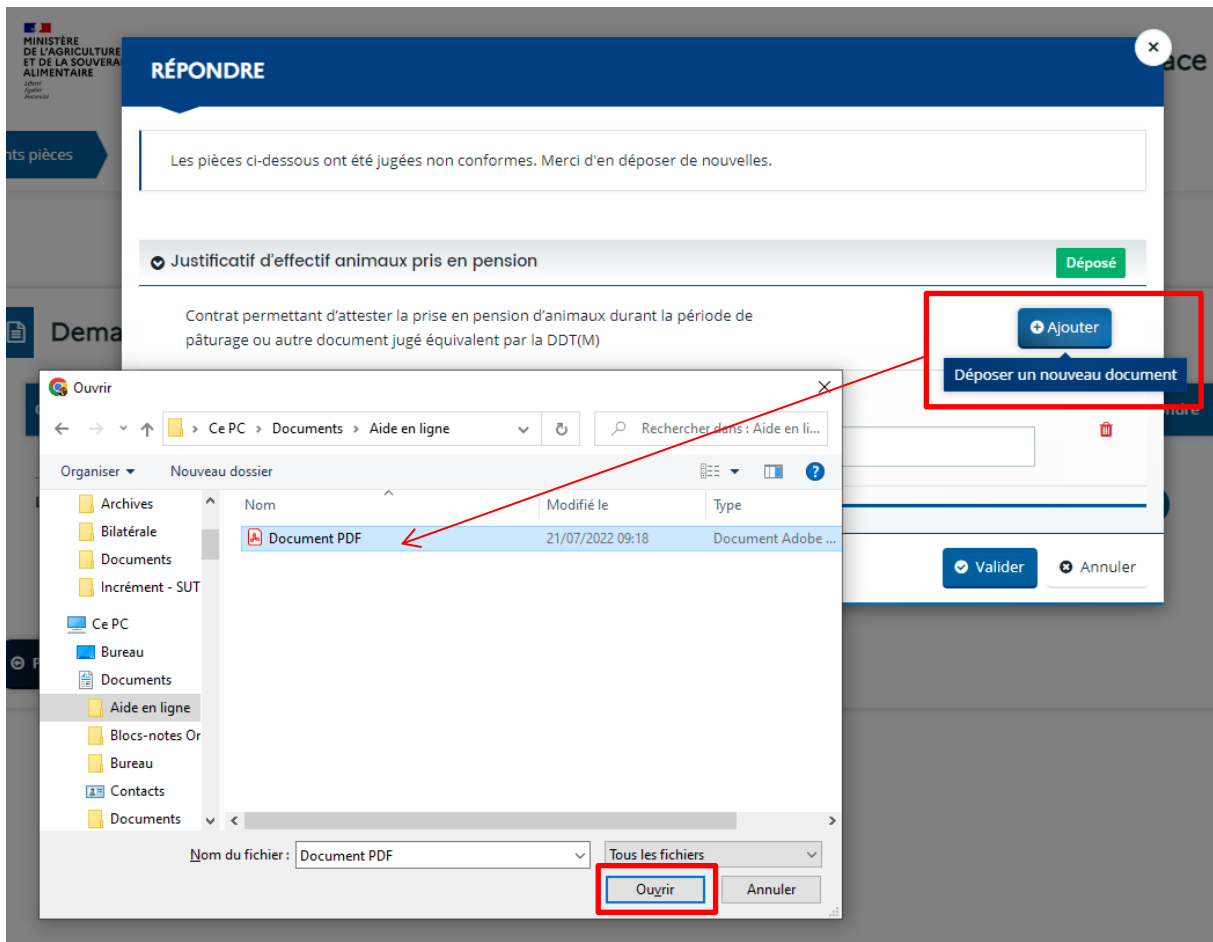 MINISTÈRE
DE L'AGRICULTURE
ET DE LA SOUVERA
ALIMENTAIRE
Liberté
Égalité
Fraternité
ace
RÉPONDRE
nts pièces
Les pièces ci-dessous ont été jugées non conformes. Merci d'en déposer de nouvelles.
Justificatif d'effectif animaux pris en pension
Déposé
Contrat permettant d'attester la prise en pension d'animaux durant la période de
pâturage ou autre document jugé équivalent par la DDT(M)
Ajouter
Déposer un nouveau document
Dema
ndre
Ouvrir
Ce PC > Documents > Aide en ligne
Rechercher dans : Aide en li...
Organiser
Nouveau dossier
Nom
Modifié le
Type
Document PDF
21/07/2022 09:18
Document Adobe ...
Archives
Bilatérale
Documents
Incrément - SUT
Ce PC
Bureau
Documents
Aide en ligne
Blocs-notes Or
Bureau
Contacts
Documents
Valider
Annuler
Nom du fichier :
Document PDF
Tous les fichiers
Ouvrir
Annuler